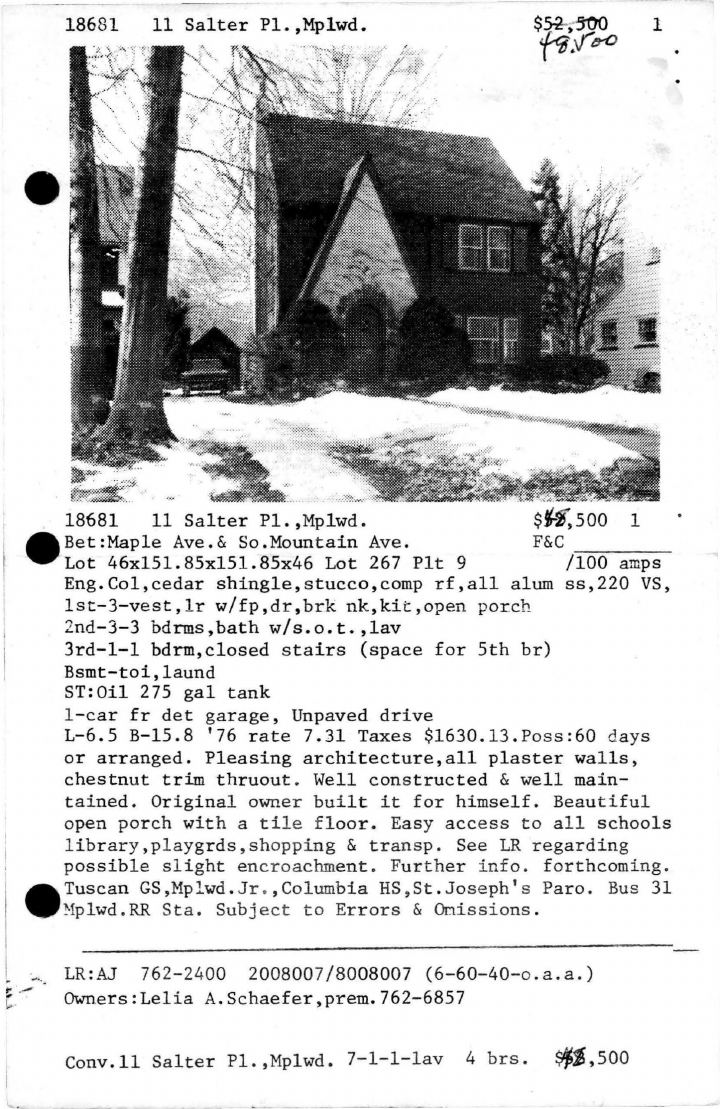 18681 11 Salter Pl.,Mplwd. $52,500 1
48,500
18681 11 Salter Pl.,Mplwd. $48,500 1
Bet:Maple Ave.& So.Mountain Ave. F&C
Lot 46x151.85x151.85x46 Lot 267 Plt 9 /100 amps
Eng.Col,cedar shingle,stucco,comp rf,all alum ss,220 VS,
1st-3-vest,lr w/fp,dr,brk nk,kit,open porch
2nd-3-3 bdrms,bath w/s.o.t.,lav
3rd-1-1 bdrm,closed stairs (space for 5th br)
Bsmt-toi,laund
ST:Oil 275 gal tank
1-car fr det garage, Unpaved drive
L-6.5 B-15.8 '76 rate 7.31 Taxes $1630.13.Poss:60 days
or arranged. Pleasing architecture,all plaster walls,
chestnut trim thruout. Well constructed & well main-
tained. Original owner built it for himself. Beautiful
open porch with a tile floor. Easy access to all schools
library,playgrds,shopping & transp. See LR regarding
possible slight encroachment. Further info. forthcoming.
Tuscan GS,Mplwd.Jr.,Columbia HS,St.Joseph's Paro. Bus 31
Mplwd.RR Sta. Subject to Errors & Omissions.
LR:AJ 762-2400 2008007/8008007 (6-60-40-o.a.a.)
Owners:Lelia A.Schaefer,prem.762-6857
Conv.11 Salter Pl.,Mplwd. 7-1-1-1av 4 brs. $48,500